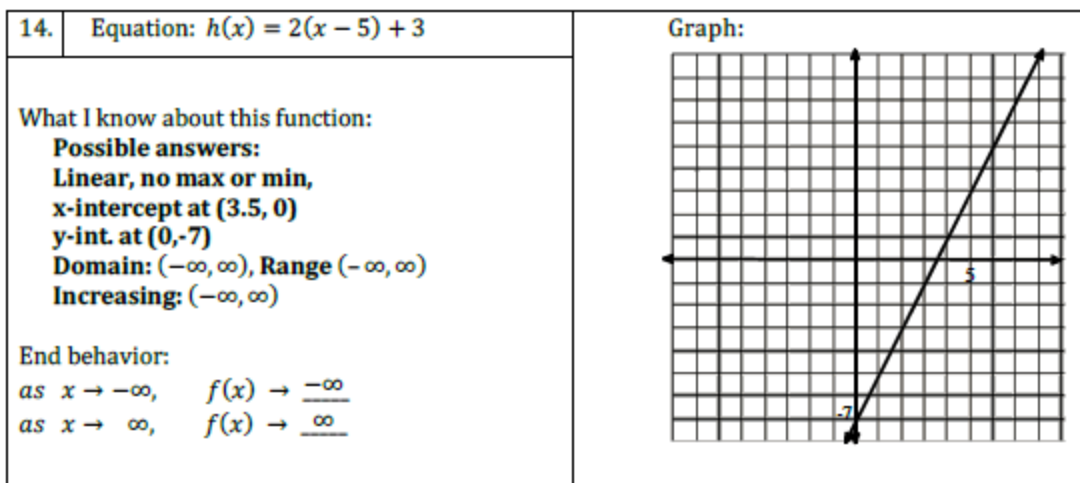 14. Equation: h(x) = 2(x − 5) + 3
Graph:
What I know about this function:
Possible answers:
Linear, no max or min,
x-intercept at (3.5, 0)
y-int. at (0,-7)
Domain: (−∞, ∞), Range (− ∞, ∞)
Increasing: (−∞, ∞)
End behavior:
as x → −∞, f(x) → −∞
as x → ∞, f(x) → ∞
5
-7